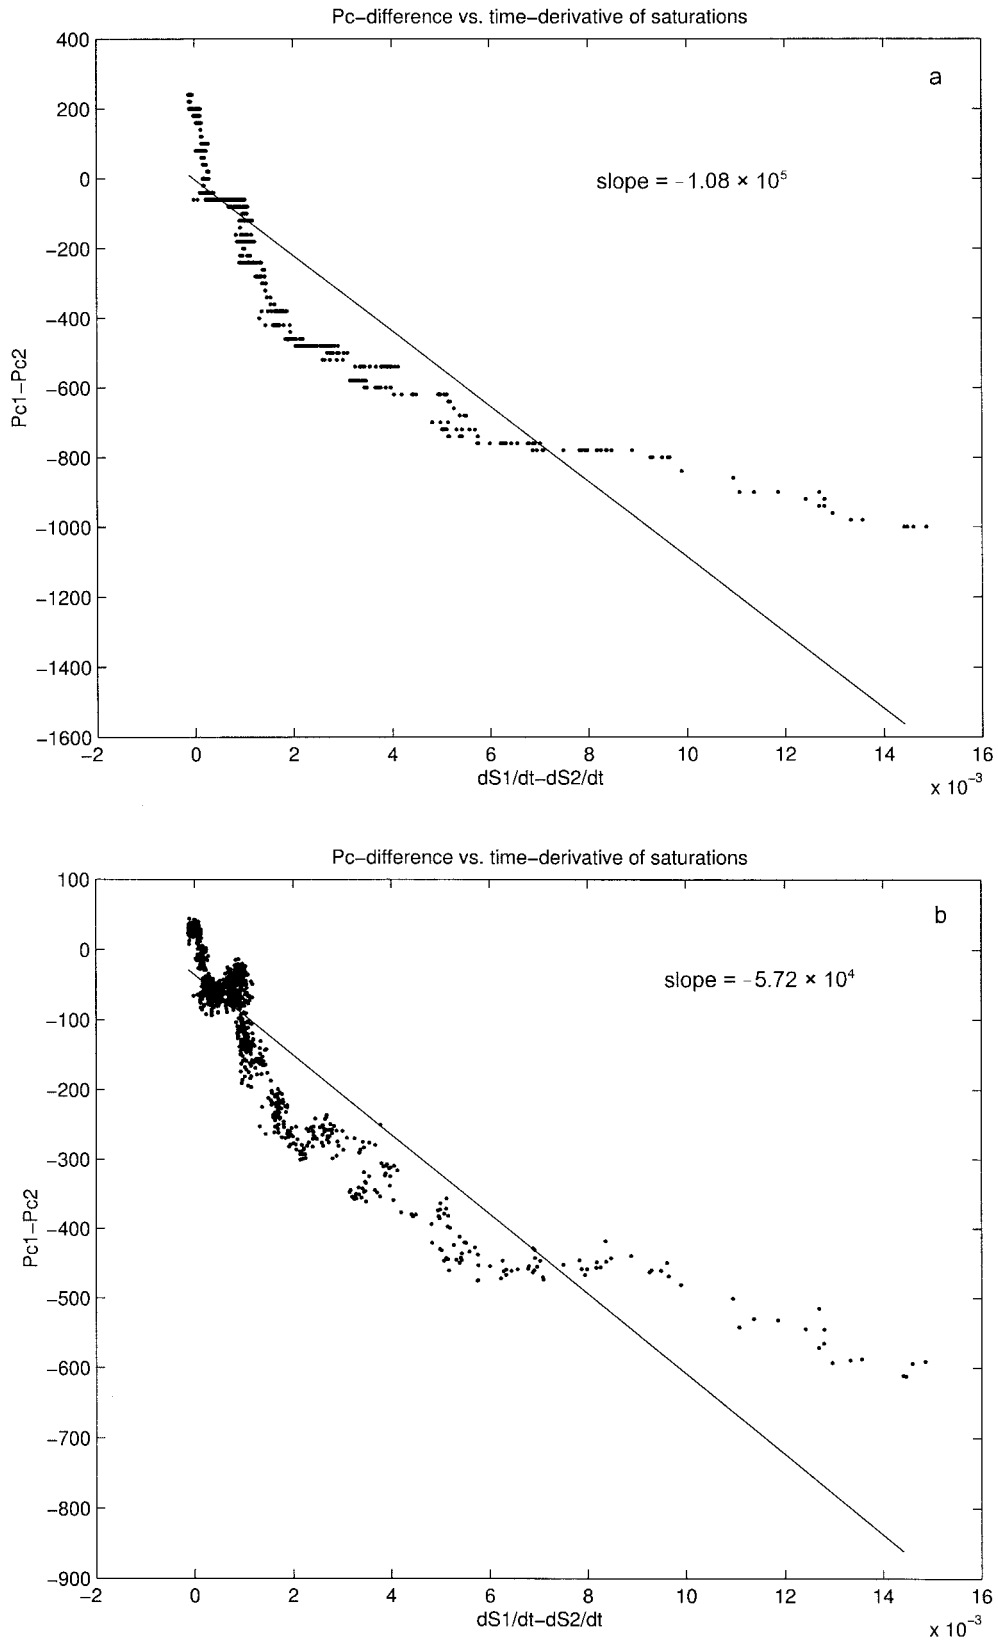 Pc−difference vs. time−derivative of saturations
400
a
200
slope = −1.08 × 10⁵
0
−200
−400
Pc1−Pc2
−600
−800
−1000
−1200
−1400
−1600
−2 0 2 4 6 8 10 12 14 16
dS1/dt−dS2/dt
x 10⁻³
Pc−difference vs. time−derivative of saturations
100
b
0
slope = −5.72 × 10⁴
−100
−200
−300
Pc1−Pc2
−400
−500
−600
−700
−800
−900
−2 0 2 4 6 8 10 12 14 16
dS1/dt−dS2/dt
x 10⁻³